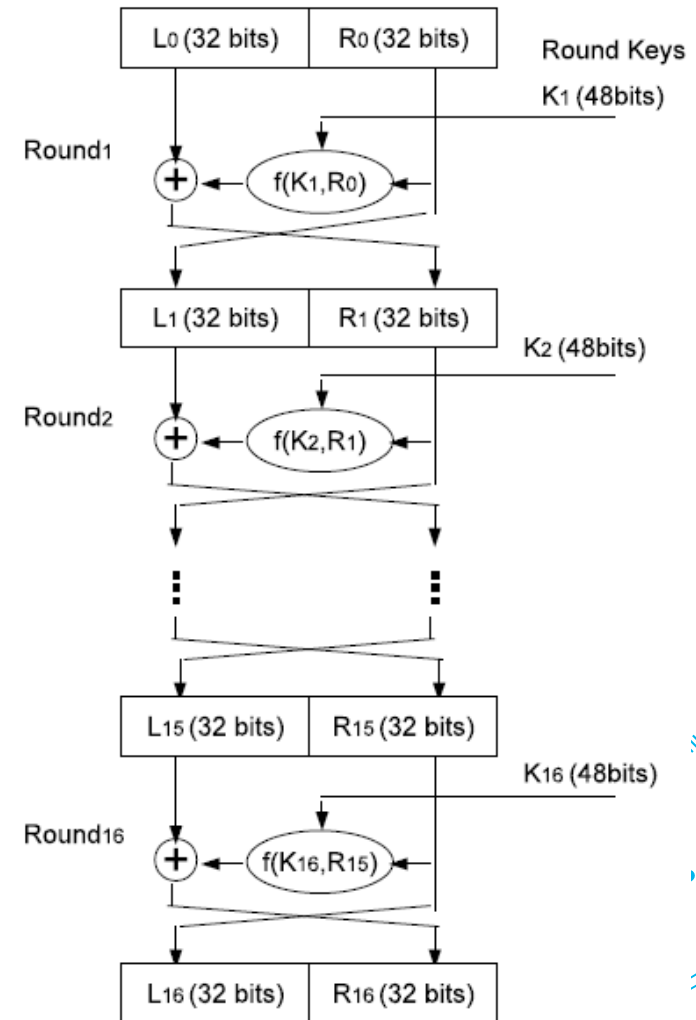 L0 (32 bits) R0 (32 bits)
Round Keys
K1 (48bits)
Round1
+ f(K1,R0)
L1 (32 bits) R1 (32 bits)
K2 (48bits)
Round2
+ f(K2,R1)
L15 (32 bits) R15 (32 bits)
K16 (48bits)
Round16
+ f(K16,R15)
L16 (32 bits) R16 (32 bits)